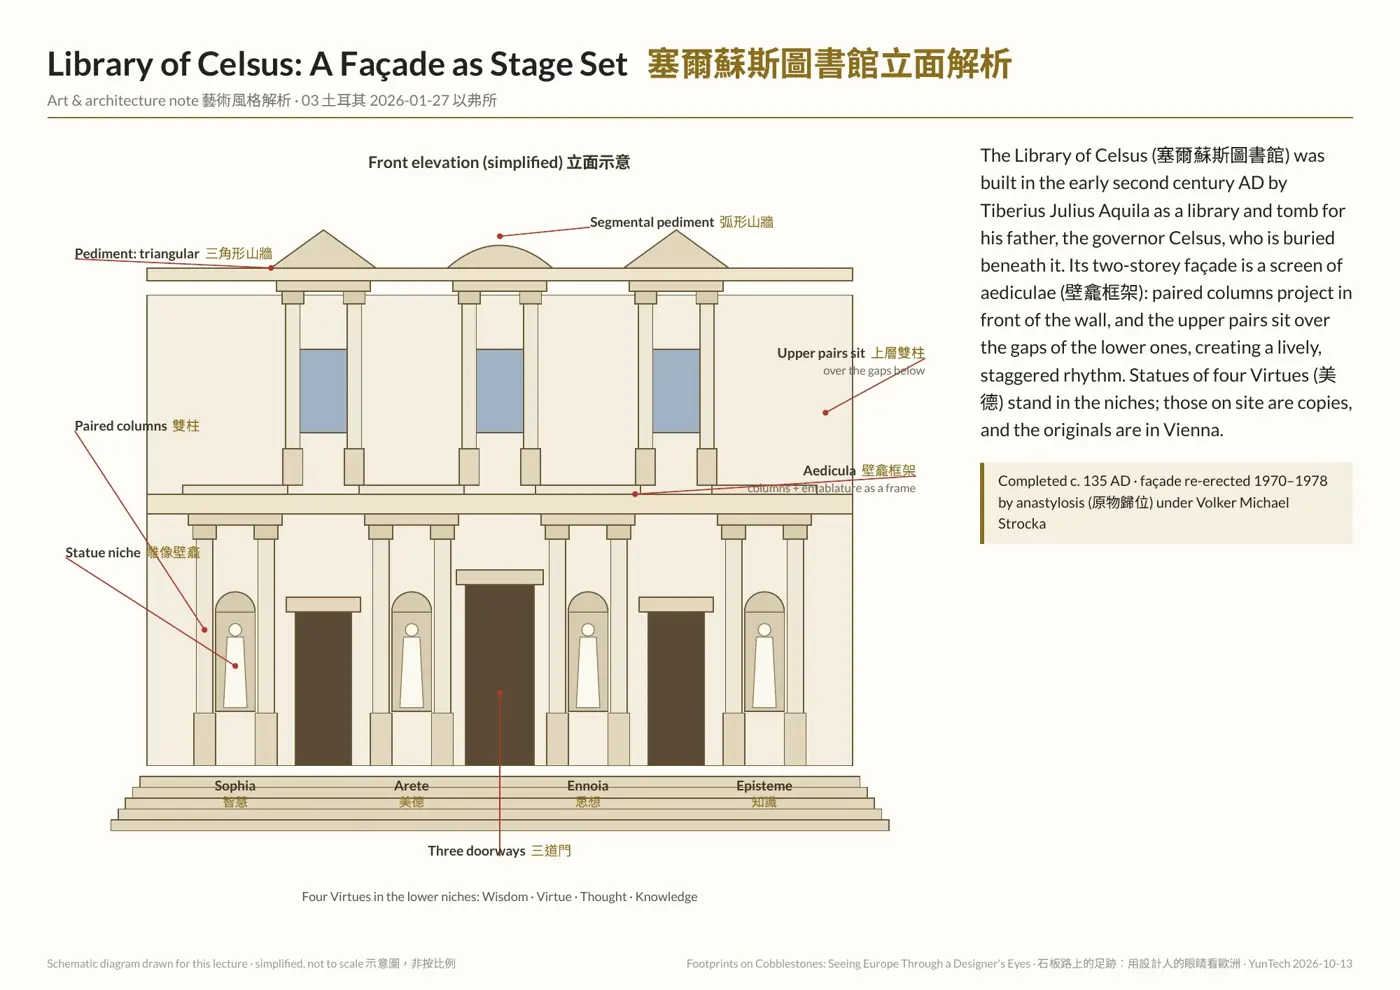 Library of Celsus: A Façade as Stage Set 塞爾蘇斯圖書館立面解析
Art & architecture note 藝術風格解析 · 03 土耳其 2026-01-27 以弗所
Front elevation (simplified) 立面示意
Segmental pediment 弧形山牆
Pediment: triangular 三角形山牆
Upper pairs sit 上層雙柱
over the gaps below
Paired columns 雙柱
Aedicula 壁龕框架
columns + entablature as a frame
Statue niche 雕像壁龕
Sophia
智慧
Arete
美德
Ennoia
思想
Episteme
知識
Three doorways 三道門
Four Virtues in the lower niches: Wisdom · Virtue · Thought · Knowledge
The Library of Celsus (塞爾蘇斯圖書館) was
built in the early second century AD by
Tiberius Julius Aquila as a library and tomb for
his father, the governor Celsus, who is buried
beneath it. Its two-storey façade is a screen of
aediculae (壁龕框架): paired columns project in
front of the wall, and the upper pairs sit over
the gaps of the lower ones, creating a lively,
staggered rhythm. Statues of four Virtues (美
德) stand in the niches; those on site are copies,
and the originals are in Vienna.
Completed c. 135 AD · façade re-erected 1970–1978
by anastylosis (原物歸位) under Volker Michael
Strocka
Schematic diagram drawn for this lecture · simplified, not to scale 示意圖，非按比例
Footprints on Cobblestones: Seeing Europe Through a Designer's Eyes · 石板路上的足跡：用設計人的眼睛看歐洲 · YunTech 2026-10-13